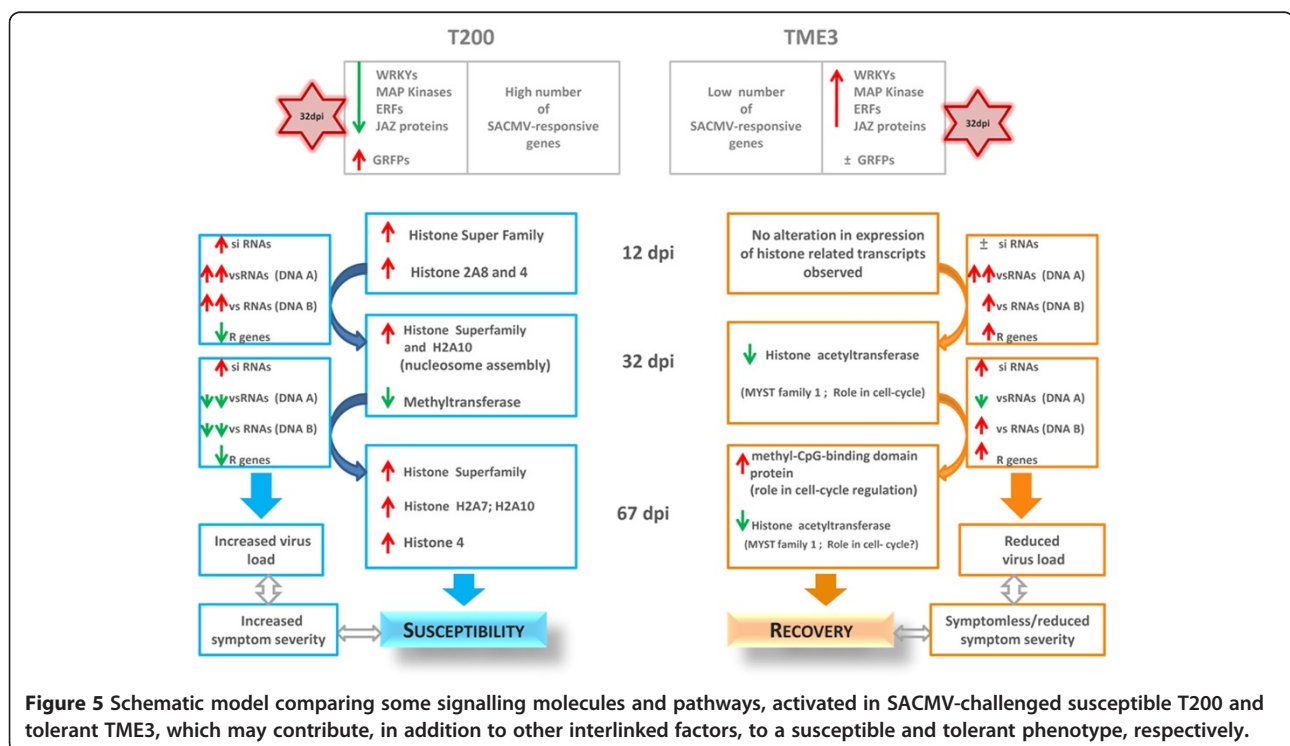 T200
TME3
32dpi
WRKYs
MAP Kinases
ERFs
JAZ proteins
GRFPs
High number
of
SACMV-responsive
genes
Low number
of
SACMV-responsive
genes
WRKYs
MAP Kinase
ERFs
JAZ proteins
± GRFPs
32dpi
si RNAs
vsRNAs (DNA A)
vs RNAs (DNA B)
R genes
Histone Super Family
Histone 2A8 and 4
12 dpi
No alteration in expression
of histone related transcripts
observed
± si RNAs
vsRNAs (DNA A)
vs RNAs (DNA B)
R genes
si RNAs
vsRNAs (DNA A)
vs RNAs (DNA B)
R genes
Histone Superfamily
and H2A10
(nucleosome assembly)
Methyltransferase
32 dpi
Histone acetyltransferase
(MYST family 1 ; Role in cell-cycle)
si RNAs
vsRNAs (DNA A)
vs RNAs (DNA B)
R genes
Histone Superfamily
Histone H2A7; H2A10
Histone 4
67 dpi
methyl-CpG-binding domain
protein
(role in cell-cycle regulation)
Histone acetyltransferase
(MYST family 1 ; Role in cell- cycle?)
Increased virus
load
Reduced
virus load
Increased
symptom severity
SUSCEPTIBILITY
RECOVERY
Symptomless/reduced
symptom severity
Figure 5 Schematic model comparing some signalling molecules and pathways, activated in SACMV-challenged susceptible T200 and
tolerant TME3, which may contribute, in addition to other interlinked factors, to a susceptible and tolerant phenotype, respectively.